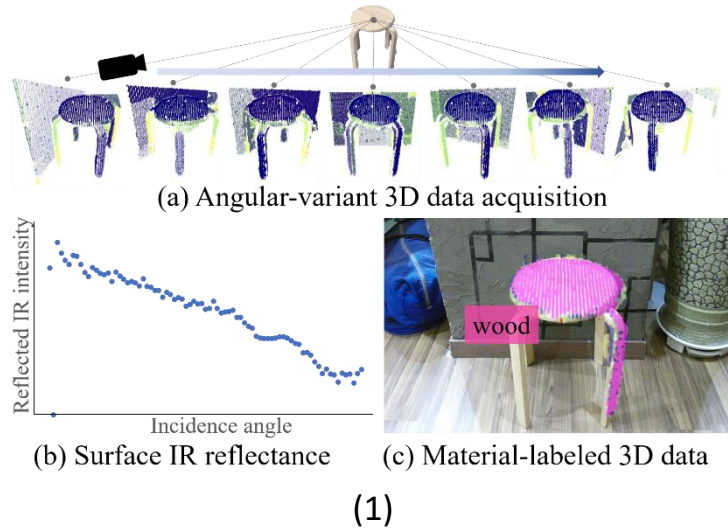 (a) Angular-variant 3D data acquisition
Reflected IR intensity
Incidence angle
(b) Surface IR reflectance
wood
(c) Material-labeled 3D data
(1)